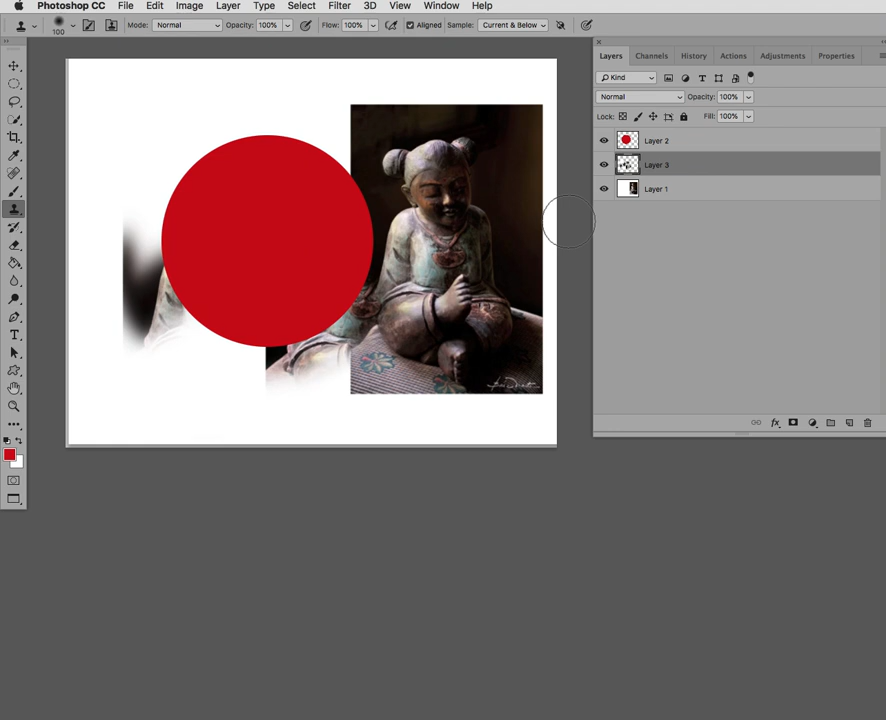 Photoshop CC File Edit Image Layer Type Select Filter 3D View Window Help
100 Mode: Normal Opacity: 100% Flow: 100% Aligned Sample: Current & Below
Layers Channels History Actions Adjustments Properties
Kind
Normal Opacity: 100%
Lock: Fill: 100%
Layer 2
Layer 3
Layer 1